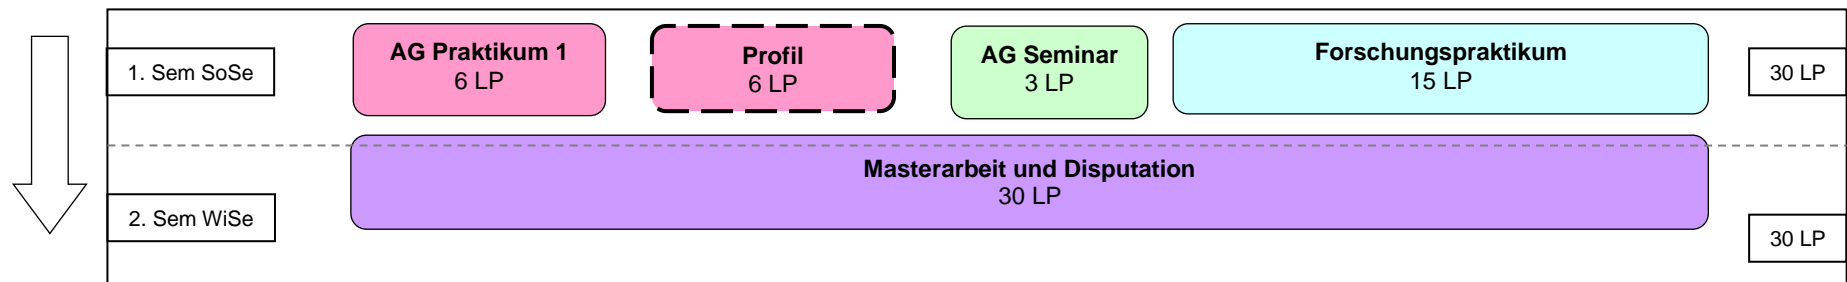 1. Sem SoSe
AG Praktikum 1
6 LP
Profil
6 LP
AG Seminar
3 LP
Forschungspraktikum
15 LP
30 LP
Masterarbeit und Disputation
30 LP
2. Sem WiSe
30 LP